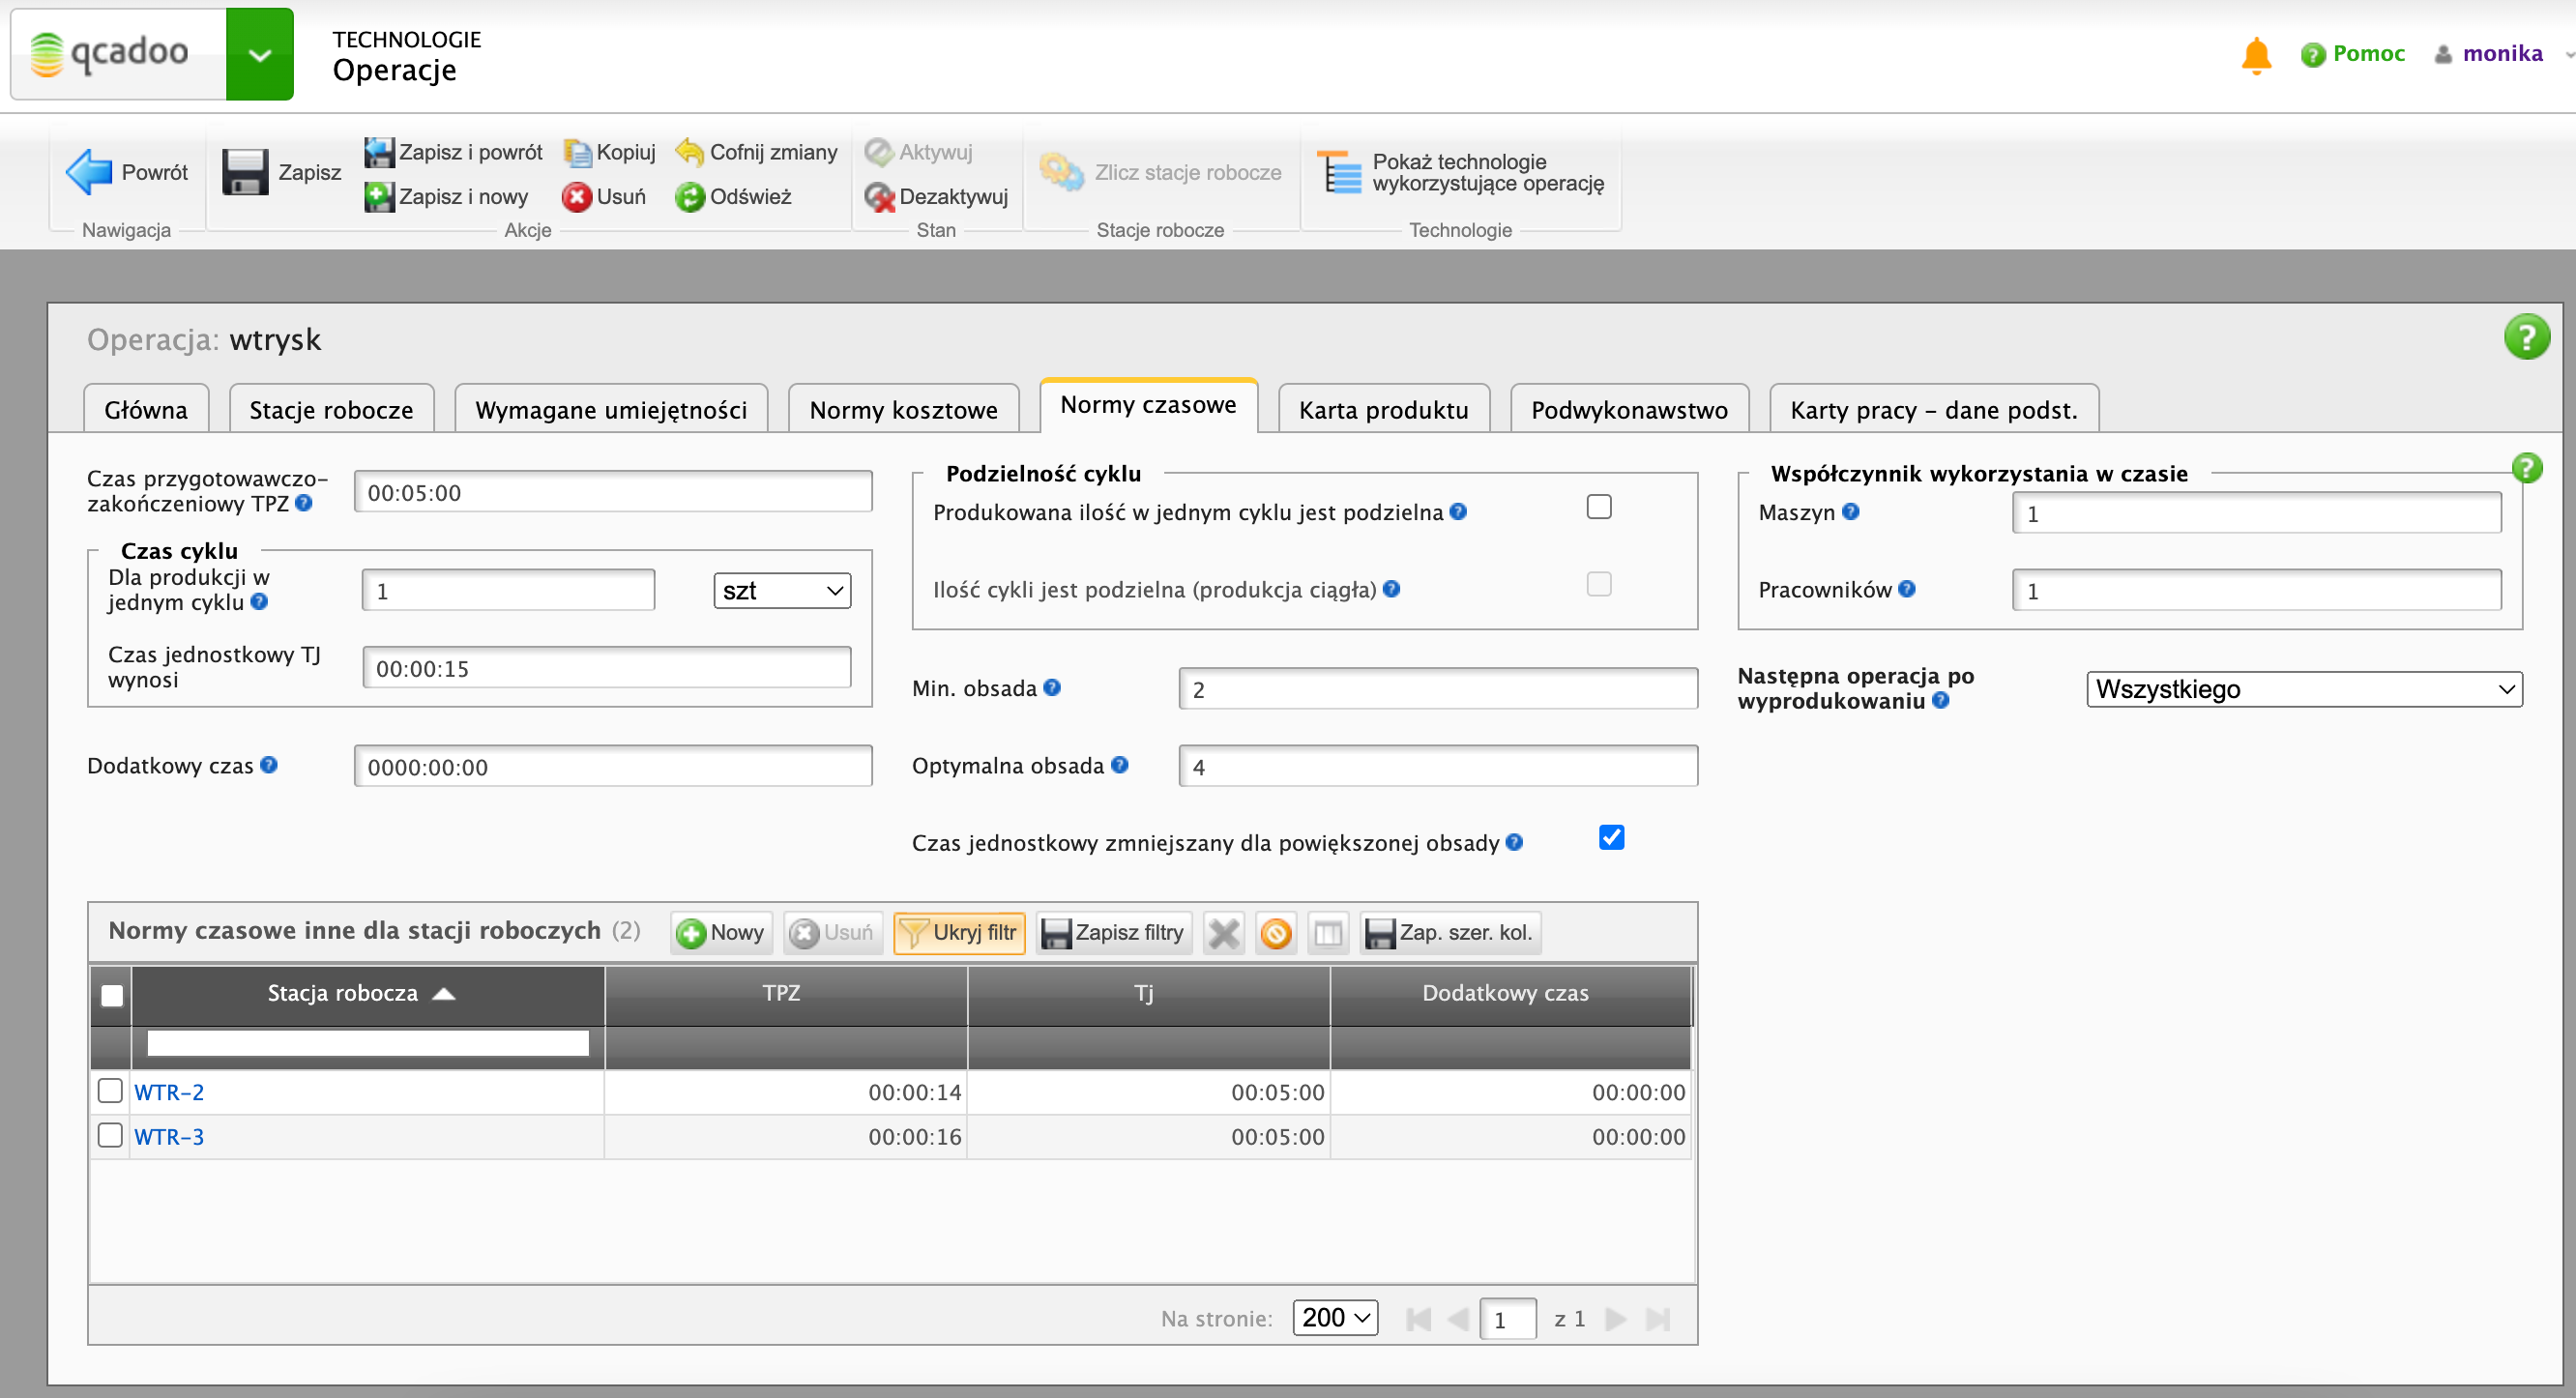 qcadoo
TECHNOLOGIE
Operacje
Pomoc
monika
Powrót
Nawigacja
Zapisz
Zapisz i powrót
Kopiuj
Cofnij zmiany
Zapisz i nowy
Usuń
Odśwież
Akcje
Aktywuj
Dezaktywuj
Stan
Zlicz stacje robocze
Stacje robocze
Pokaż technologie
wykorzystujące operację
Technologie
Operacja: wtrysk
?
Główna
Stacje robocze
Wymagane umiejętności
Normy kosztowe
Normy czasowe
Karta produktu
Podwykonawstwo
Karty pracy – dane podst.
Czas przygotowawczo-
zakończeniowy TPZ ?
00:05:00
Czas cyklu
Dla produkcji w
jednym cyklu ?
1
szt
Czas jednostkowy TJ
wynosi
00:00:15
Dodatkowy czas ?
0000:00:00
Podzielność cyklu
Produkowana ilość w jednym cyklu jest podzielna ?
Ilość cykli jest podzielna (produkcja ciągła) ?
Min. obsada ?
2
Optymalna obsada ?
4
Czas jednostkowy zmniejszany dla powiększonej obsady ?
Współczynnik wykorzystania w czasie
?
Maszyn ?
1
Pracowników ?
1
Następna operacja po
wyprodukowaniu ?
Wszystkiego
Normy czasowe inne dla stacji roboczych (2)
Nowy
Usuń
Ukryj filtr
Zapisz filtry
Zap. szer. kol.
Stacja robocza TPZ Tj Dodatkowy czas
WTR-2 00:00:14 00:05:00 00:00:00
WTR-3 00:00:16 00:05:00 00:00:00
Na stronie: 200 1 z 1